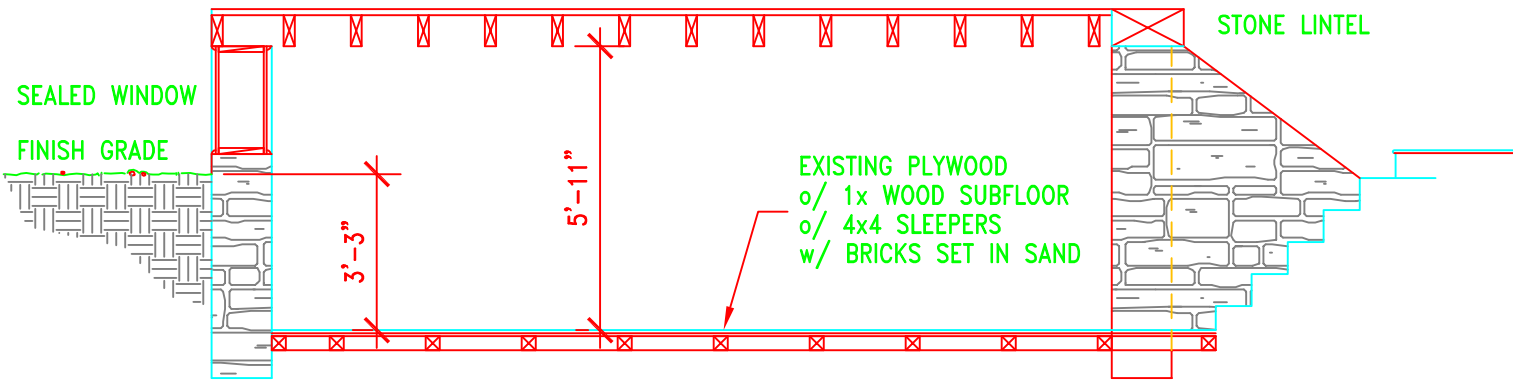 STONE LINTEL
SEALED WINDOW
FINISH GRADE
3'-3"
5'-11"
EXISTING PLYWOOD
o/ 1x WOOD SUBFLOOR
o/ 4x4 SLEEPERS
w/ BRICKS SET IN SAND